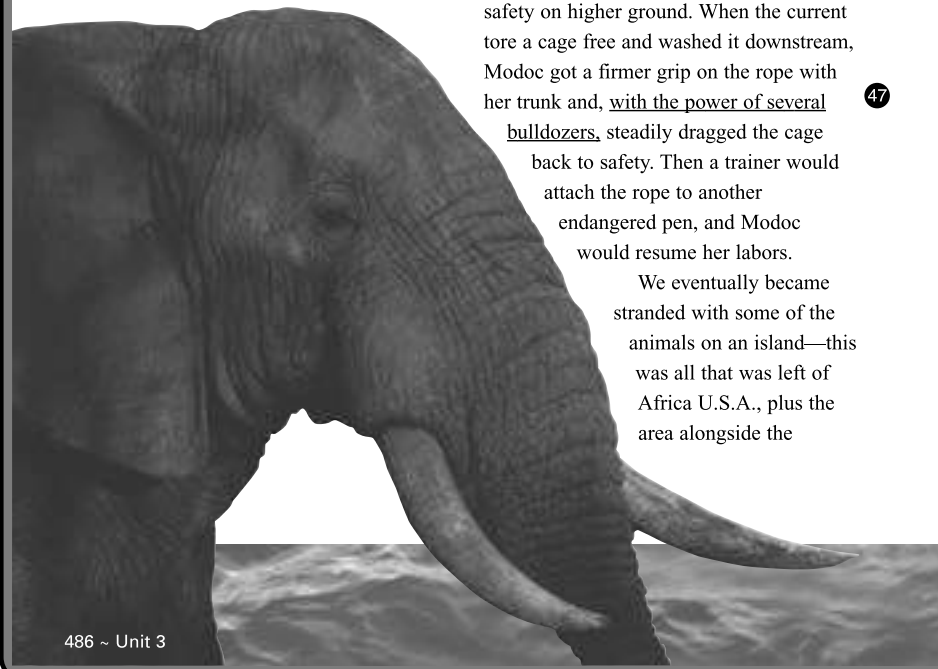 safety on higher ground. When the current
tore a cage free and washed it downstream,
Modoc got a firmer grip on the rope with
her trunk and, with the power of several
47
bulldozers, steadily dragged the cage
back to safety. Then a trainer would
attach the rope to another
endangered pen, and Modoc
would resume her labors.
We eventually became
stranded with some of the
animals on an island—this
was all that was left of
Africa U.S.A., plus the
area alongside the
486 ~ Unit 3